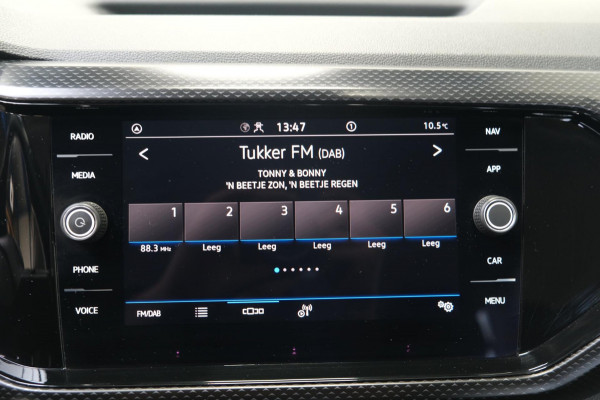 RADIO
MEDIA
PHONE
VOICE
13:47
1
10.5°C
Tukker FM (DAB)
TONNY & BONNY
'N BEETJE ZON, 'N BEETJE REGEN
1 2 3 4 5 6
88.3 MHz Leeg Leeg Leeg Leeg Leeg
FM/DAB
NAV
APP
CAR
MENU